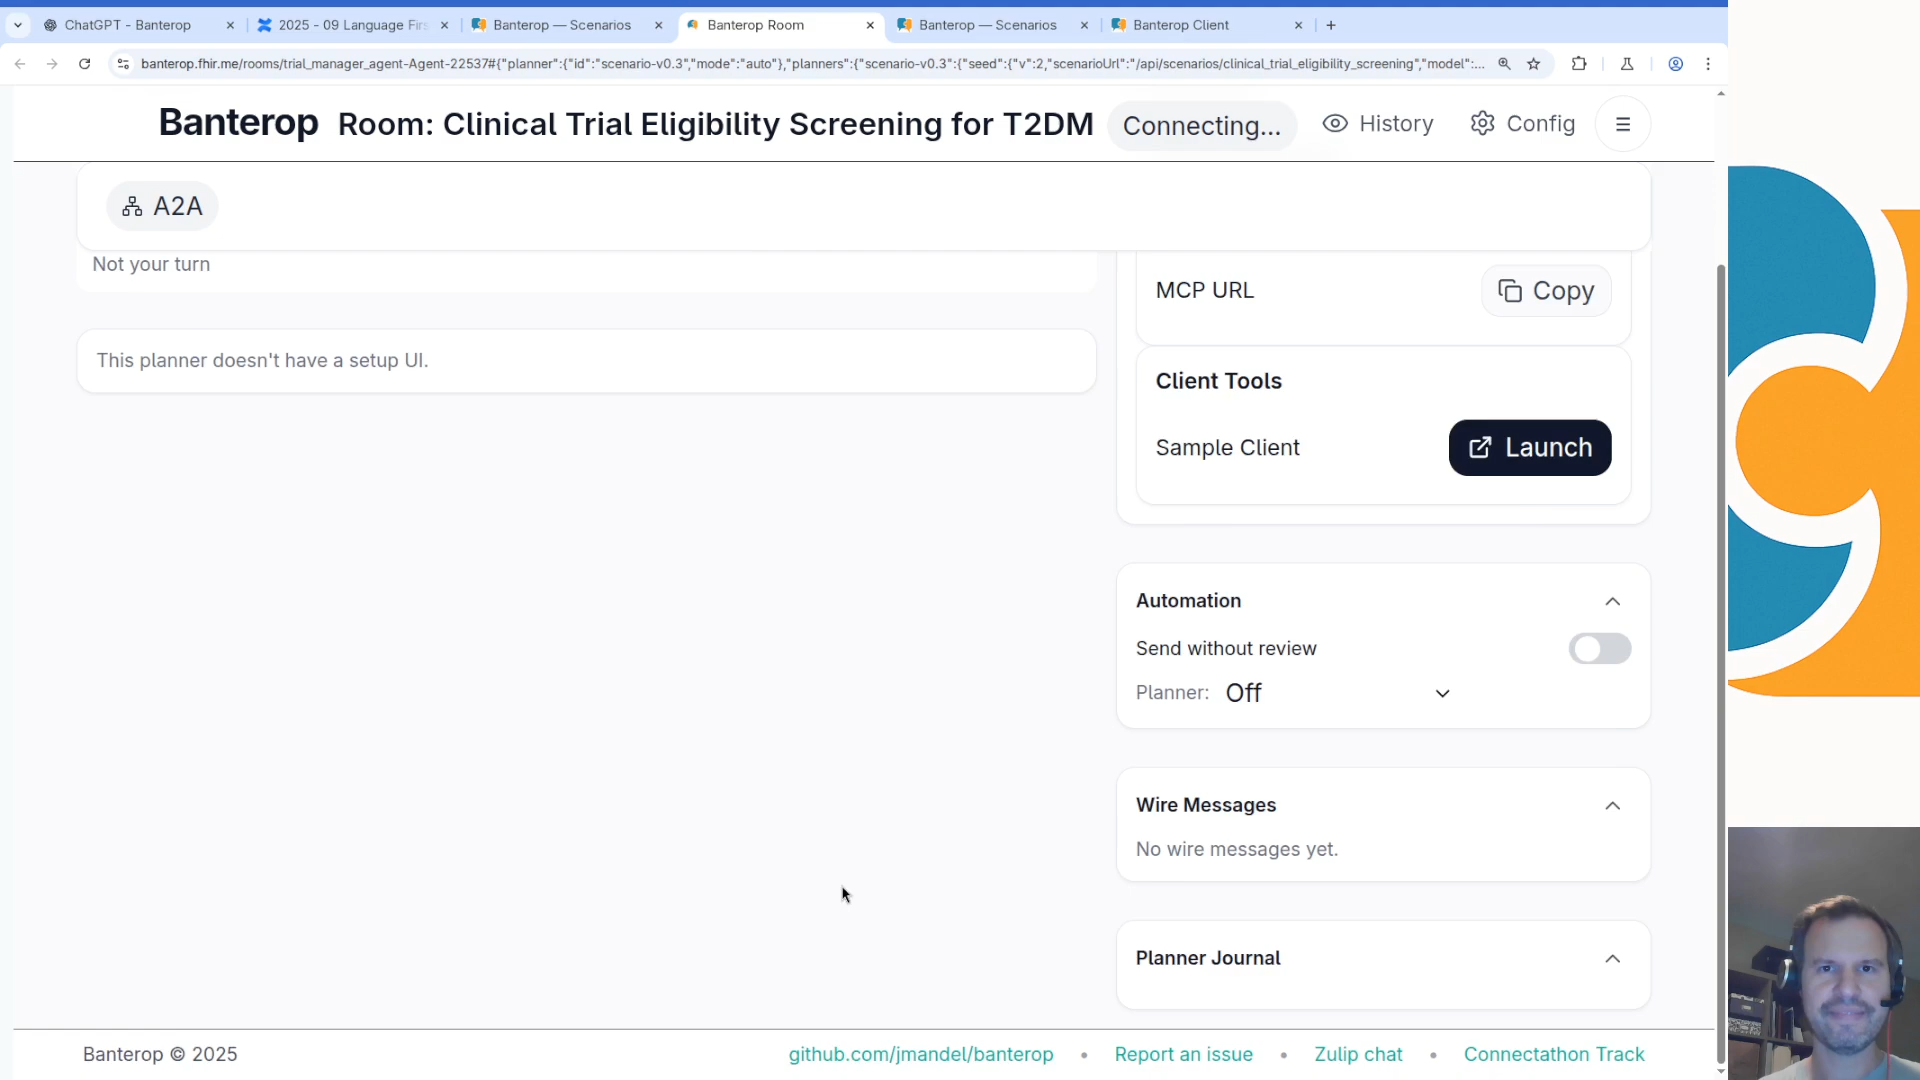 ChatGPT - Banterop
2025 - 09 Language Firs
Banterop — Scenarios
Banterop Room
Banterop — Scenarios
Banterop Client
banterop.fhir.me/rooms/trial_manager_agent-Agent-22537#{"planner":{"id":"scenario-v0.3","mode":"auto"},"planners":{"scenario-v0.3":{"seed":{"v":2,"scenarioUrl":"/api/scenarios/clinical_trial_eligibility_screening","model":...
Banterop
Room: Clinical Trial Eligibility Screening for T2DM
Connecting...
History
Config
A2A
Not your turn
This planner doesn't have a setup UI.
MCP URL
Copy
Client Tools
Sample Client
Launch
Automation
Send without review
Planner: Off
Wire Messages
No wire messages yet.
Planner Journal
Banterop © 2025
github.com/jmandel/banterop • Report an issue • Zulip chat • Connectathon Track